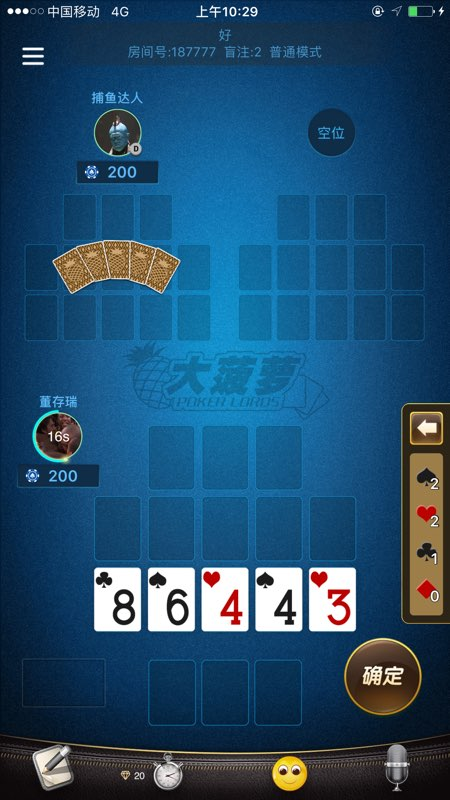 中国移动 4G 上午10:29
好
房间号:187777 盲注:2 普通模式
捕鱼达人
D
200
空位
大菠萝
POKER LORDS
董存瑞
16s
200
2
2
1
0
8 6 4 4 3
确定
20